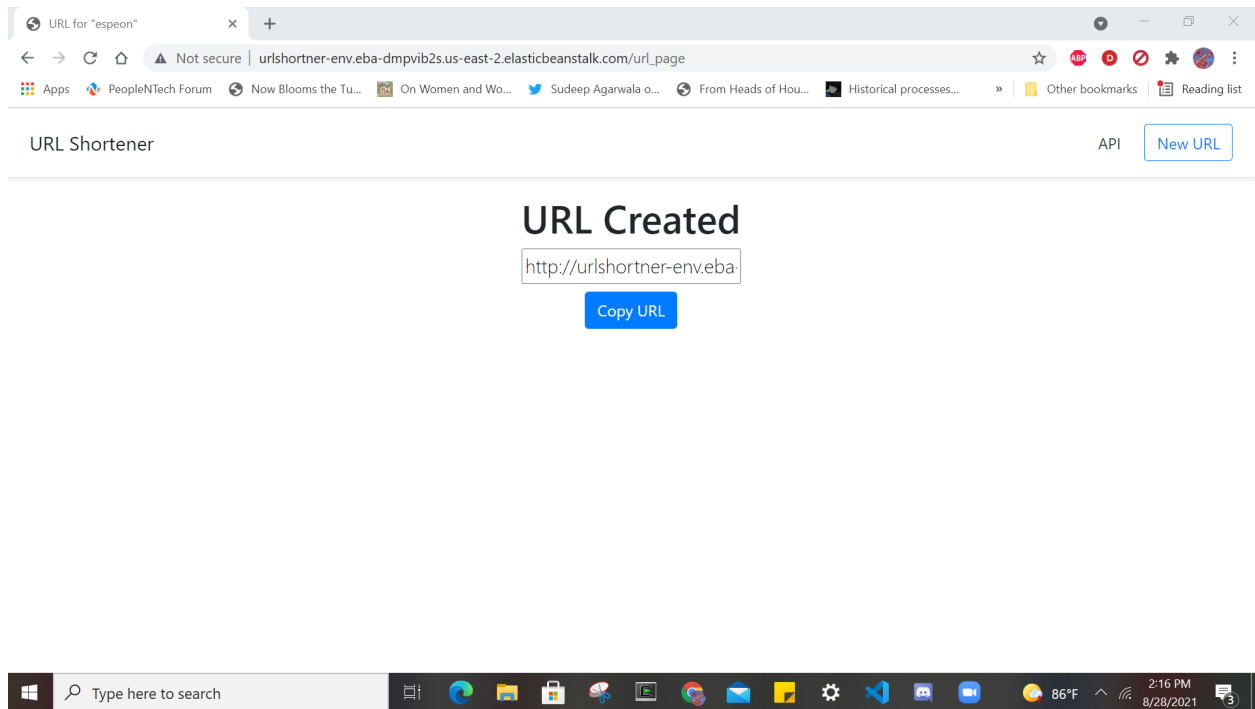 URL for "espeon"
Not secure | urlshortner-env.eba-dmpvib2s.us-east-2.elasticbeanstalk.com/url_page
ABP D
Apps PeopleNTech Forum Now Blooms the Tu... GH On Women and Wo... Sudeep Agarwala o... From Heads of Hou... Historical processes... » Other bookmarks Reading list
URL Shortener API New URL
URL Created
http://urlshortner-env.eba-
Copy URL
Type here to search 86°F 2:16 PM
8/28/2021 3